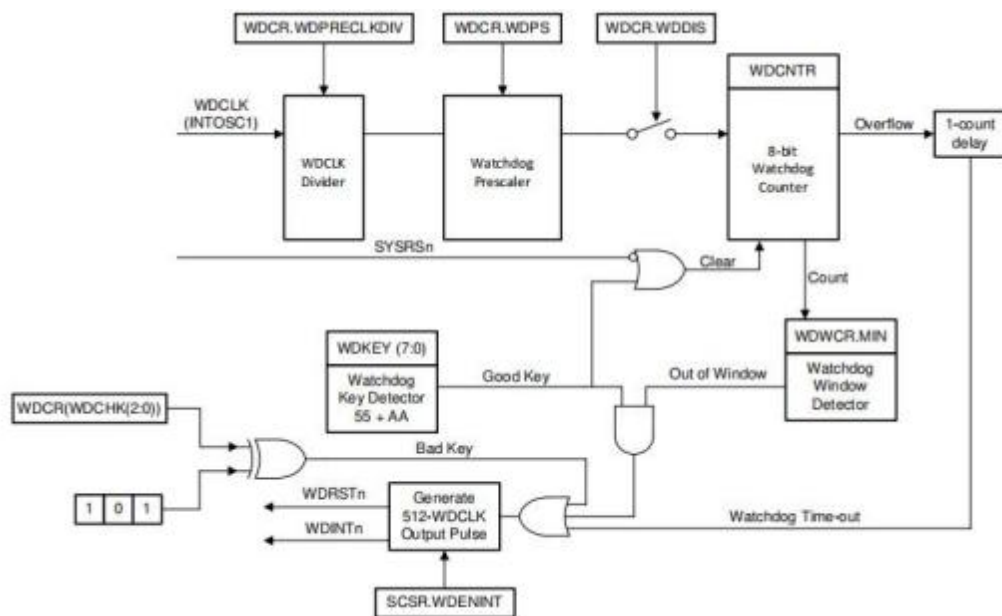 WDCR.WDPRECLKDIV
WDCR.WDPS
WDCR.WDDIS
WDCNTR
WDCLK
(INTOSC1)
WDCLK
Divider
Watchdog
Prescaler
8-bit
Watchdog
Counter
Overflow
1-count
delay
SYSRSn
Clear
Count
WDKEY (7:0)
Watchdog
Key Detector
55 + AA
Good Key
Out of Window
WDWCR.MIN
Watchdog
Window
Detector
WDCR(WDCHK(2:0))
Bad Key
1 0 1
WDRSTn
WDINTn
Generate
512-WDCLK
Output Pulse
Watchdog Time-out
SCSR.WDENINT